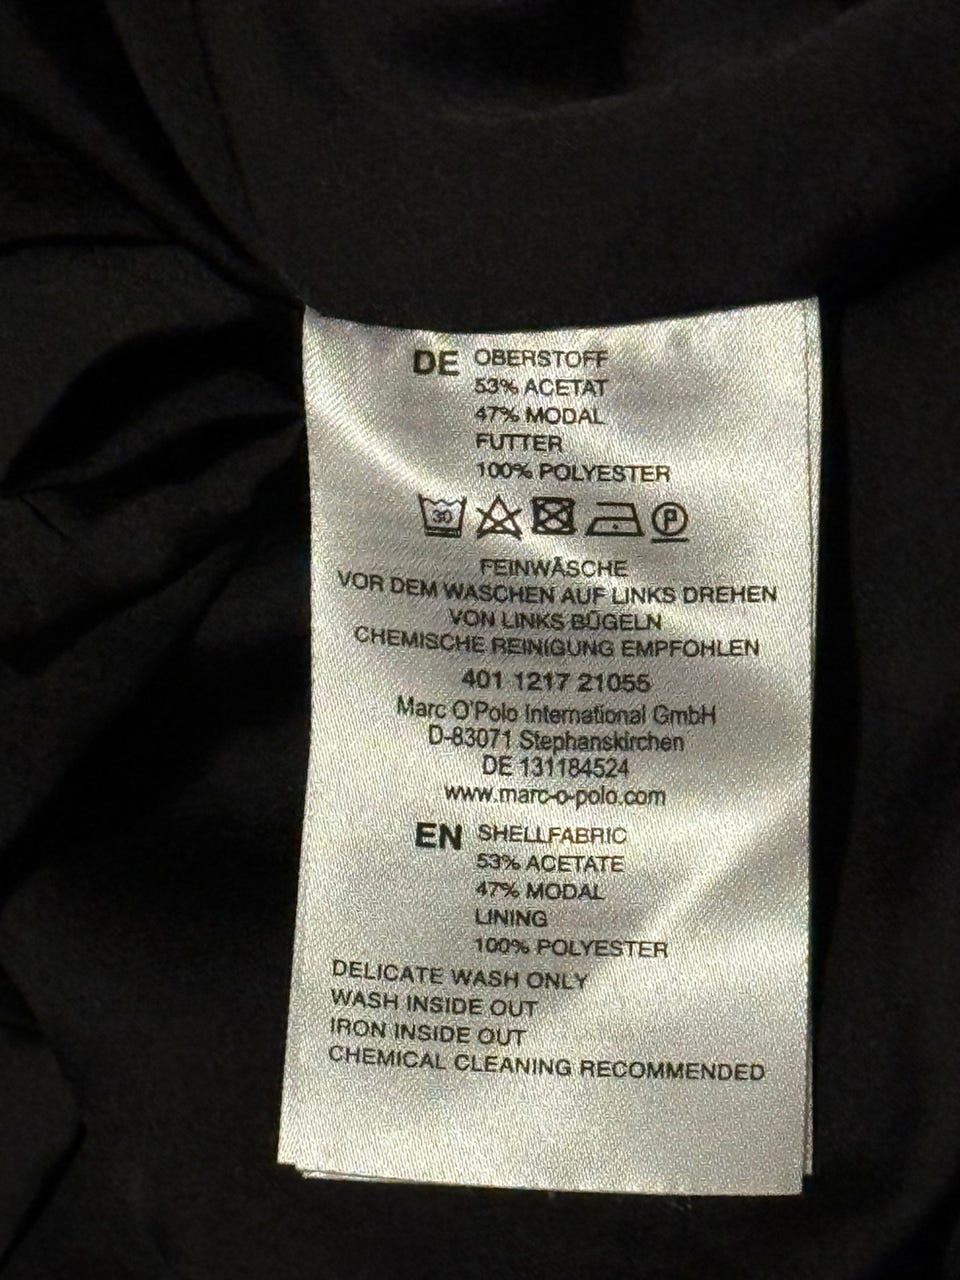 DE OBERSTOFF
53% ACETAT
47% MODAL
FUTTER
100% POLYESTER
30 P
FEINWÄSCHE
VOR DEM WASCHEN AUF LINKS DREHEN
VON LINKS BÜGELN
CHEMISCHE REINIGUNG EMPFOHLEN
401 1217 21055
Marc O'Polo International GmbH
D-83071 Stephanskirchen
DE 131184524
www.marc-o-polo.com
EN SHELLFABRIC
53% ACETATE
47% MODAL
LINING
100% POLYESTER
DELICATE WASH ONLY
WASH INSIDE OUT
IRON INSIDE OUT
CHEMICAL CLEANING RECOMMENDED